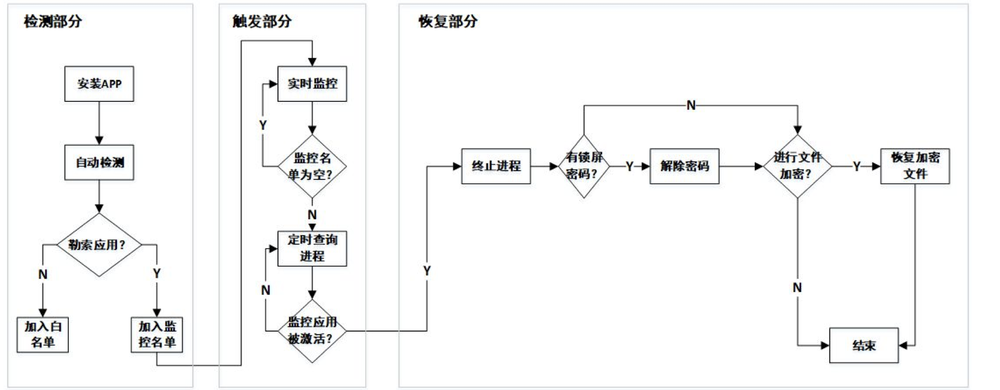 检测部分
安装APP
自动检测
勒索应用?
N
Y
加入白
名单
加入监
控名单
触发部分
实时监控
Y
监控名
单为空?
N
定时查询
进程
N
监控应用
被激活?
恢复部分
Y
终止进程
有锁屏
密码?
N
Y
解除密码
进行文件
加密?
Y
恢复加密
文件
N
结束